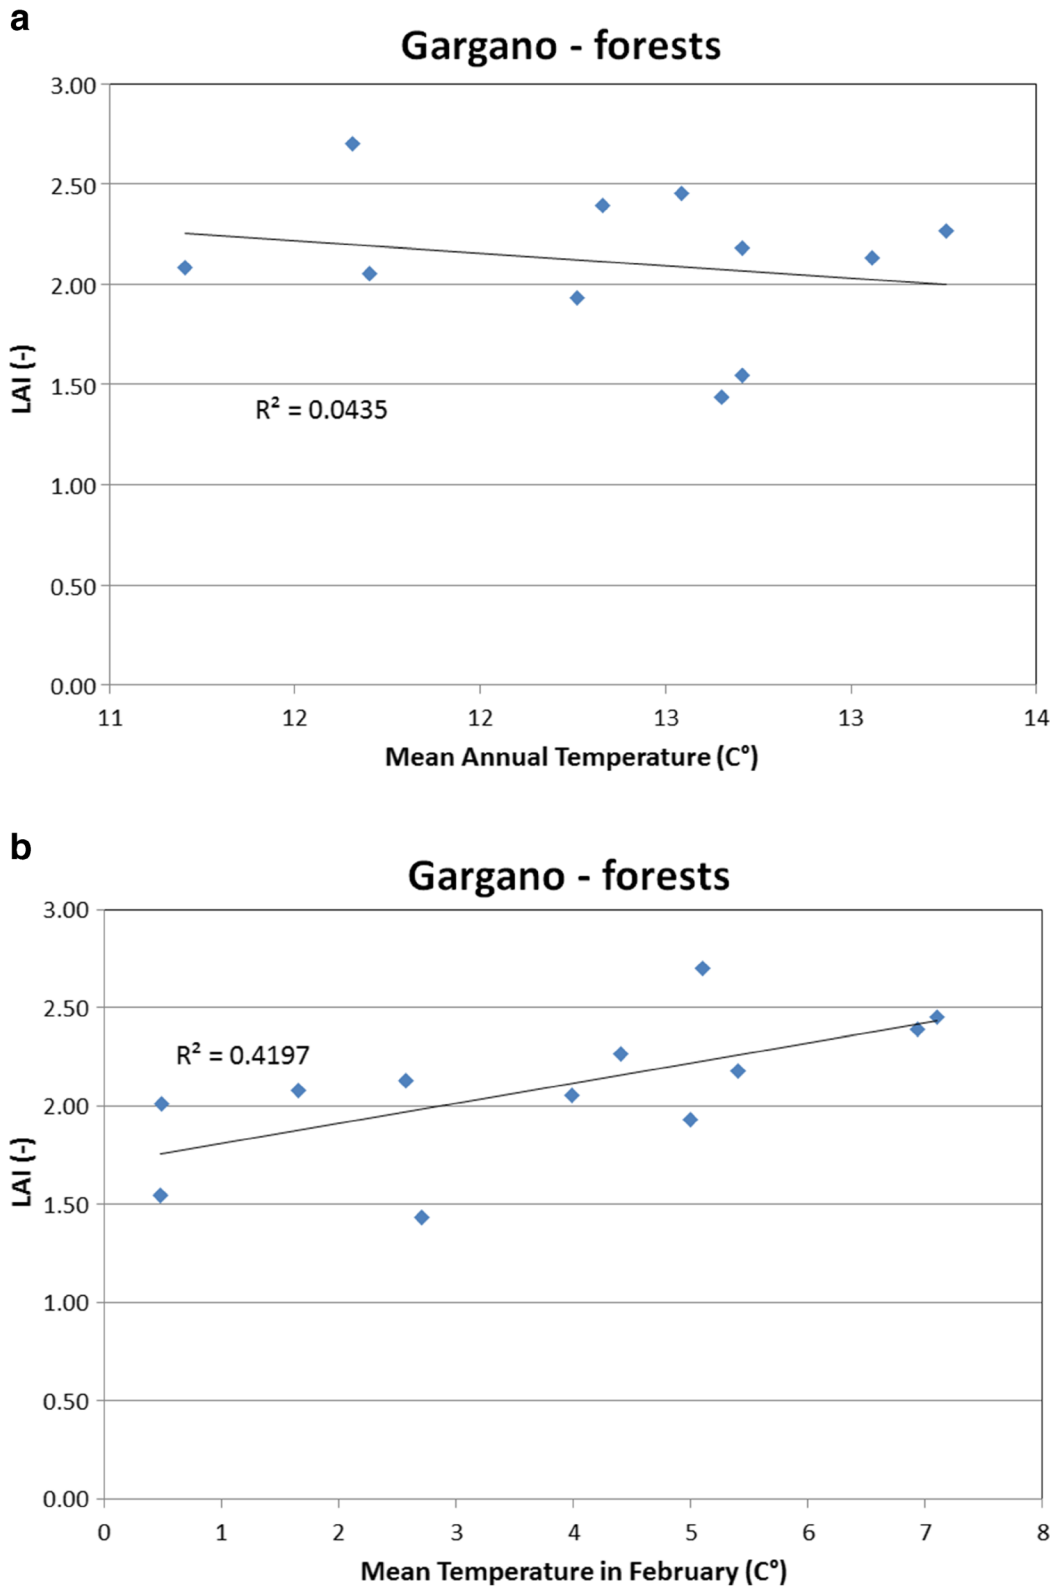 a
Gargano - forests
3.00
2.50
2.00
1.50
1.00
0.50
0.00
LAI (-)
R² = 0.0435
11 12 12 13 13 14
Mean Annual Temperature (C°)
b
Gargano - forests
3.00
2.50
2.00
1.50
1.00
0.50
0.00
LAI (-)
R² = 0.4197
0 1 2 3 4 5 6 7 8
Mean Temperature in February (C°)